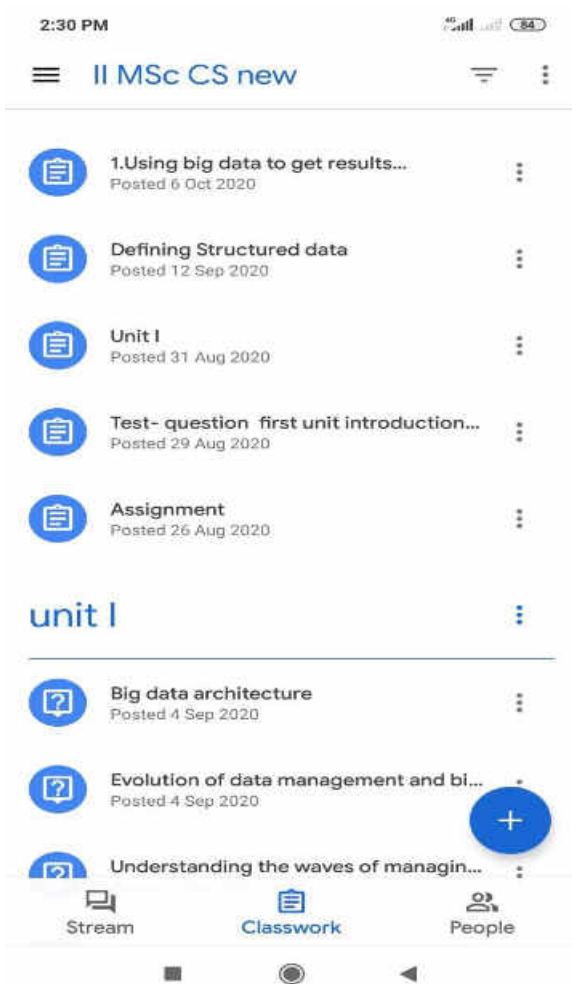 2:30 PM
4G
84
II MSc CS new
1.Using big data to get results...
Posted 6 Oct 2020
Defining Structured data
Posted 12 Sep 2020
Unit I
Posted 31 Aug 2020
Test- question first unit introduction...
Posted 29 Aug 2020
Assignment
Posted 26 Aug 2020
unit I
Big data architecture
Posted 4 Sep 2020
Evolution of data management and bi...
Posted 4 Sep 2020
Understanding the waves of managin...
Stream
Classwork
People